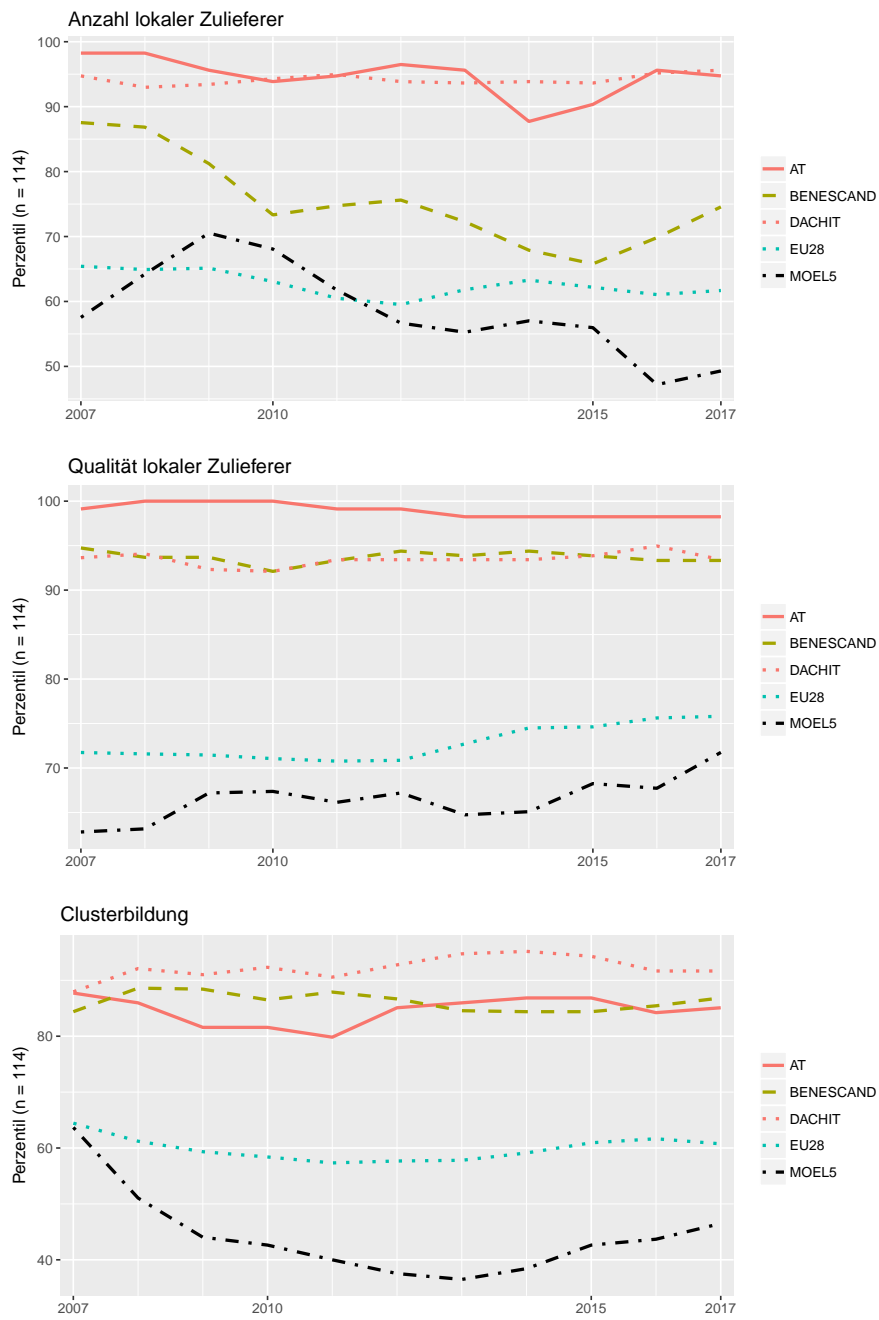 Anzahl lokaler Zulieferer
Perzentil (n = 114)
100
90
80
70
60
50
2007
2010
2015
2017
AT
BENESCAND
DACHIT
EU28
MOEL5
Qualität lokaler Zulieferer
Perzentil (n = 114)
100
90
80
70
2007
2010
2015
2017
AT
BENESCAND
DACHIT
EU28
MOEL5
Clusterbildung
Perzentil (n = 114)
80
60
40
2007
2010
2015
2017
AT
BENESCAND
DACHIT
EU28
MOEL5